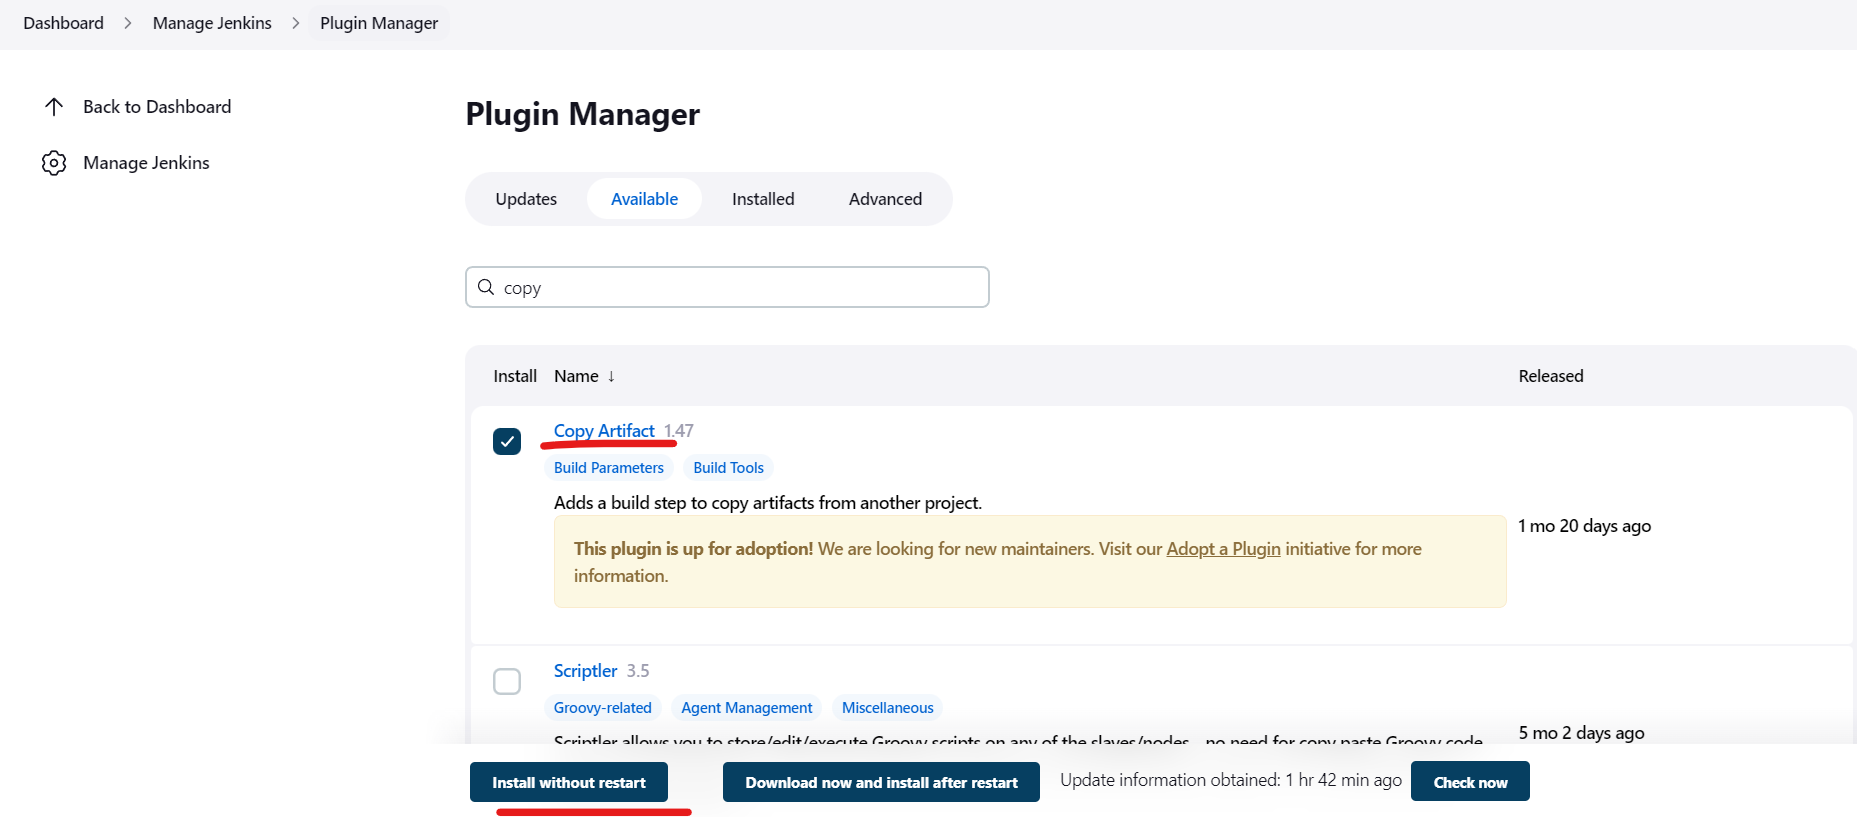 Dashboard > Manage Jenkins > Plugin Manager
Back to Dashboard
Manage Jenkins
Plugin Manager
Updates Available Installed Advanced
copy
Install Name ↓ Released
Copy Artifact 1.47
Build Parameters Build Tools
Adds a build step to copy artifacts from another project.
This plugin is up for adoption! We are looking for new maintainers. Visit our Adopt a Plugin initiative for more
information.
1 mo 20 days ago
Scriptler 3.5
Groovy-related Agent Management Miscellaneous
Scriptler allows you to store/edit/execute Groovy scripts on any of the slaves/nodes... no need for copy paste Groovy code
5 mo 2 days ago
Install without restart Download now and install after restart Update information obtained: 1 hr 42 min ago Check now